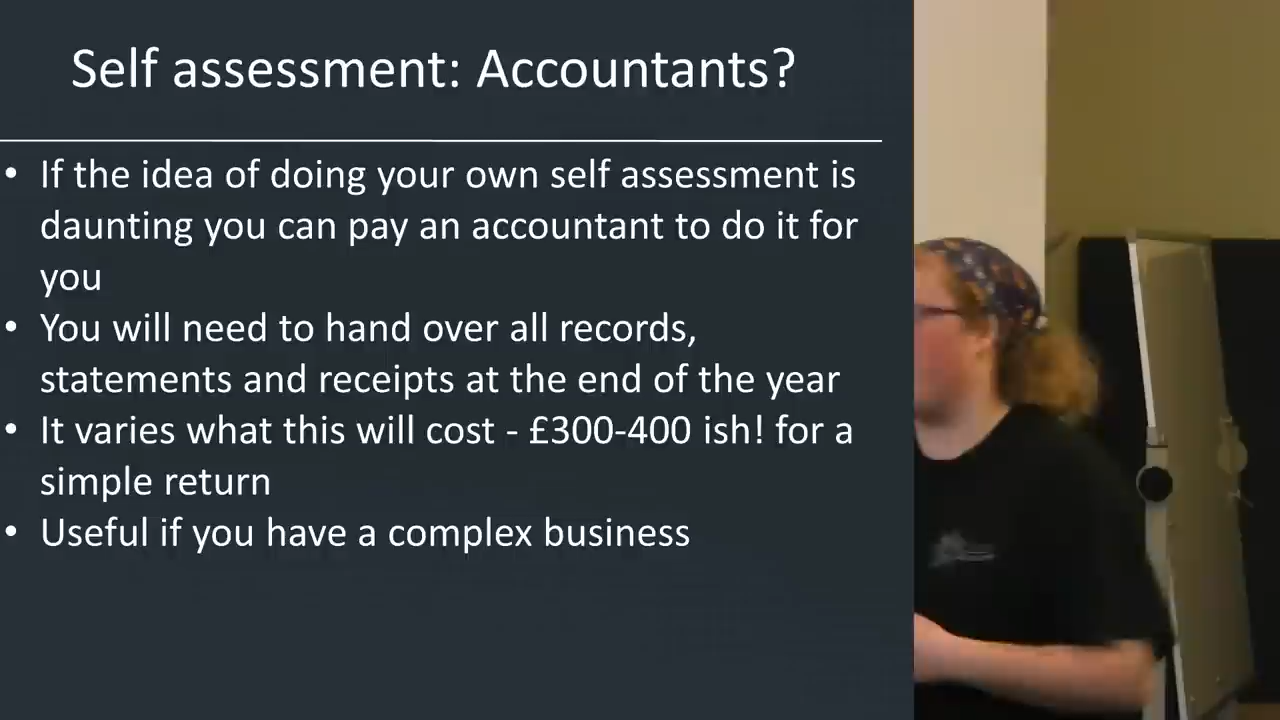 Self assessment: Accountants?
• If the idea of doing your own self assessment is
daunting you can pay an accountant to do it for
you
• You will need to hand over all records,
statements and receipts at the end of the year
• It varies what this will cost - £300-400 ish! for a
simple return
• Useful if you have a complex business